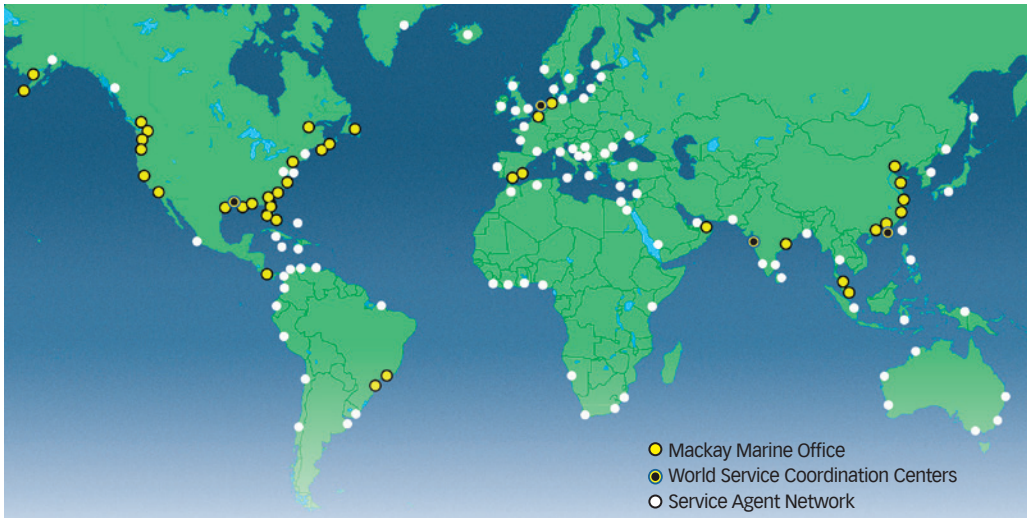 Mackay Marine Office
World Service Coordination Centers
Service Agent Network